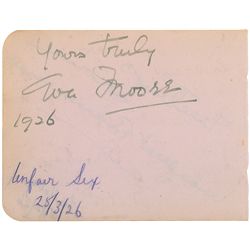 Yours truly
Eva Moore
1926
Unfair Sex
25/3/26